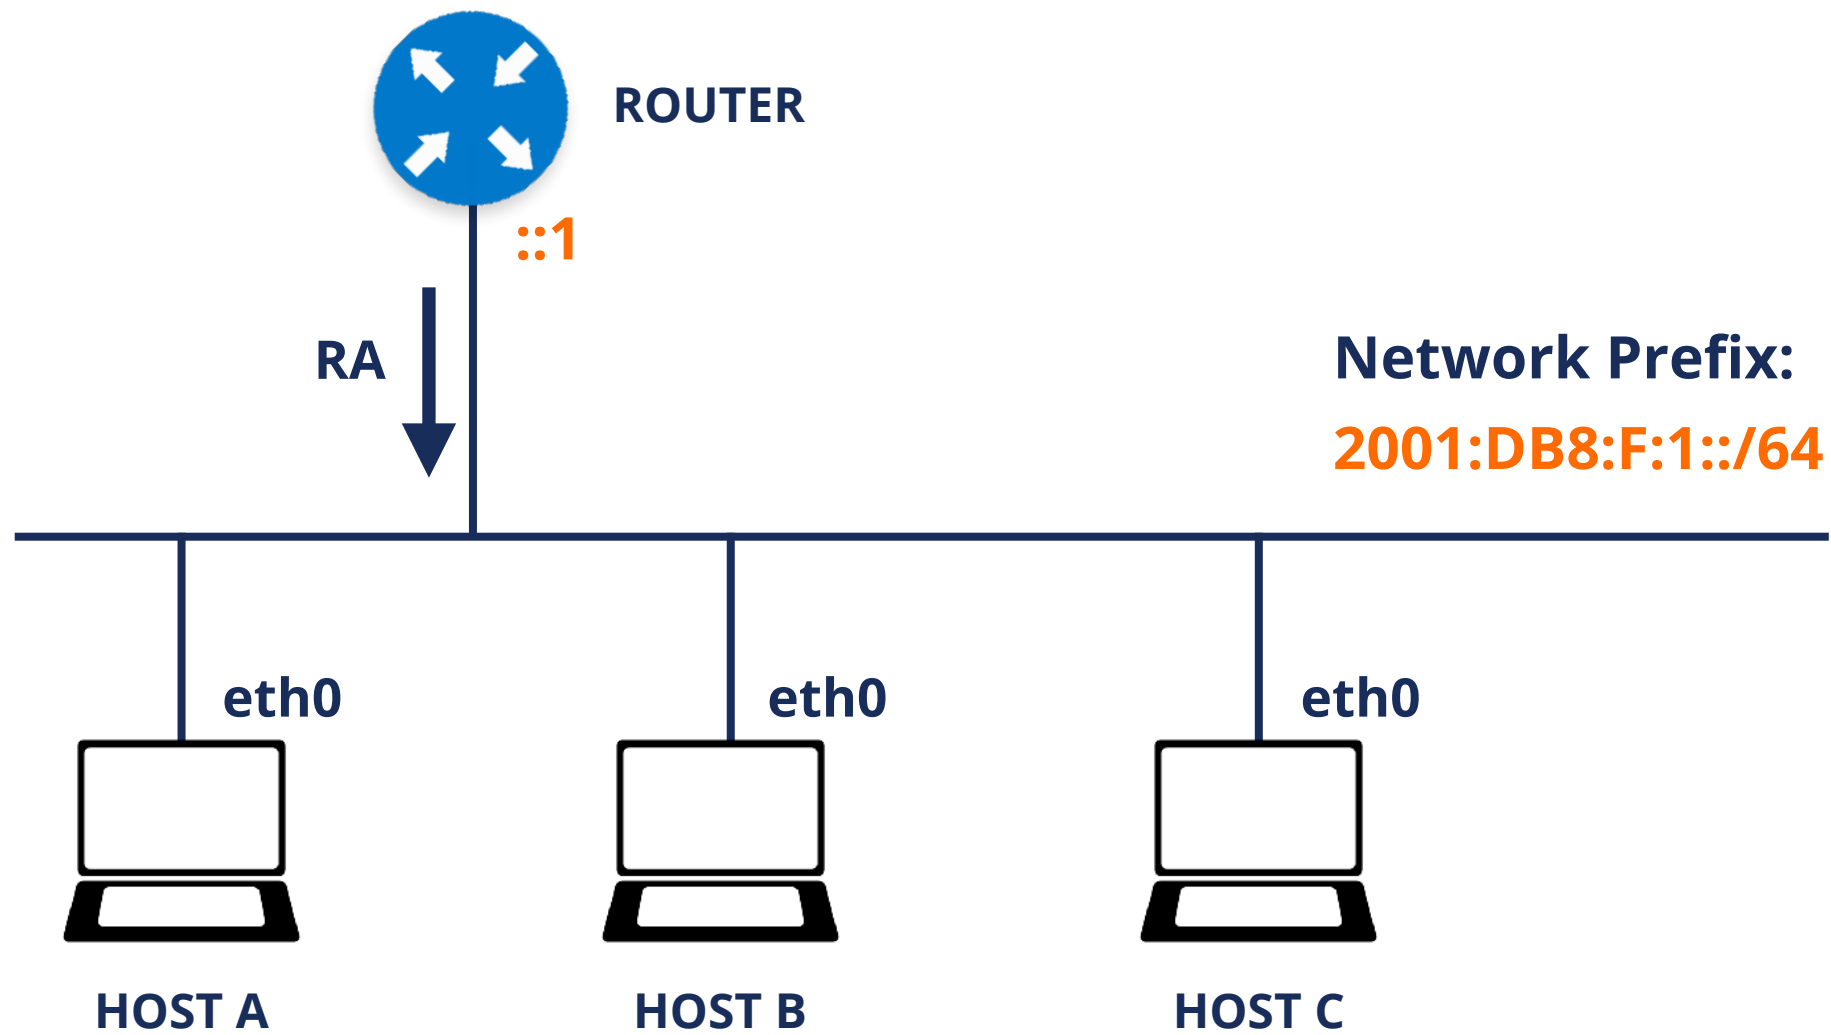 ROUTER
::1
RA
Network Prefix:
2001:DB8:F:1::/64
eth0
eth0
eth0
HOST A
HOST B
HOST C